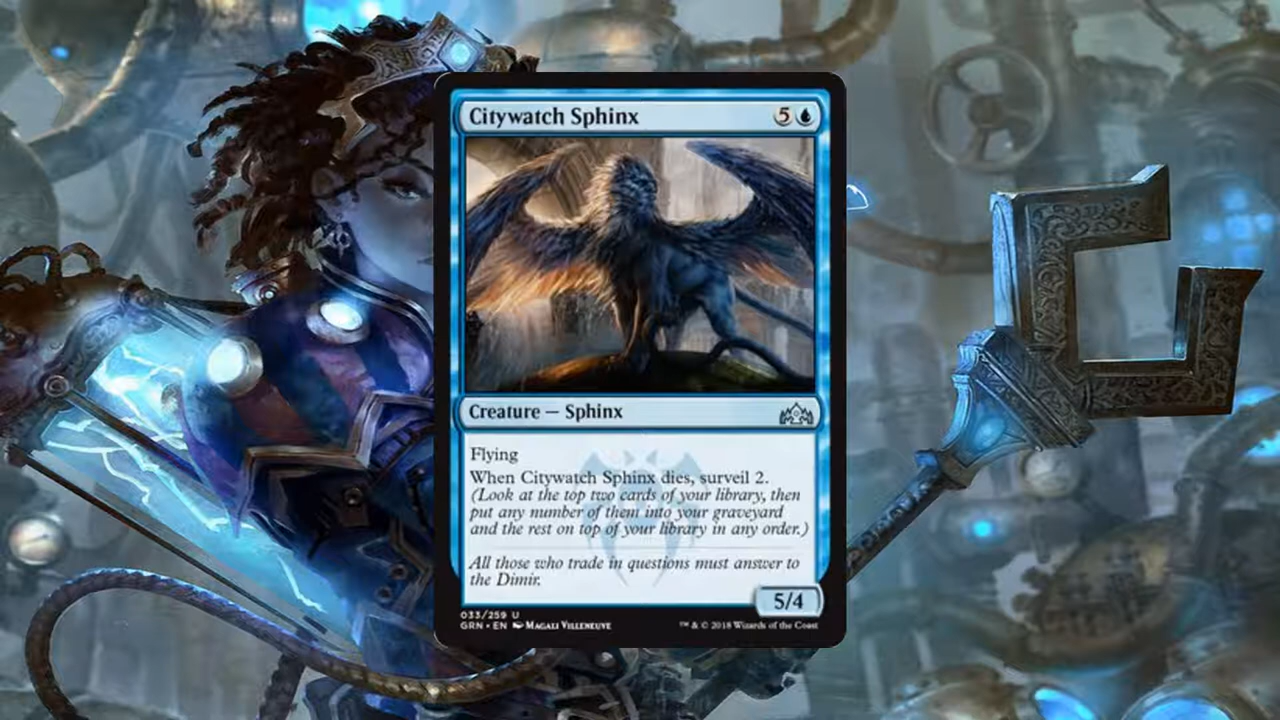 Citywatch Sphinx 5
Creature — Sphinx
Flying
When Citywatch Sphinx dies, surveil 2.
(Look at the top two cards of your library, then
put any number of them into your graveyard
and the rest on top of your library in any order.)
All those who trade in questions must answer to
the Dimir.
5/4
033/259 U
GRN • EN Magali Villeneuve
™ & © 2018 Wizards of the Coast